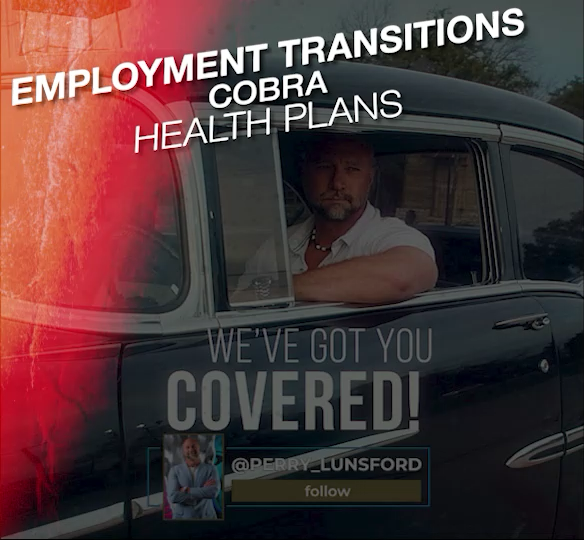 EMPLOYMENT TRANSITIONS
COBRA
HEALTH PLANS
WE'VE GOT YOU
COVERED!
@PERRY_LUNSFORD
follow